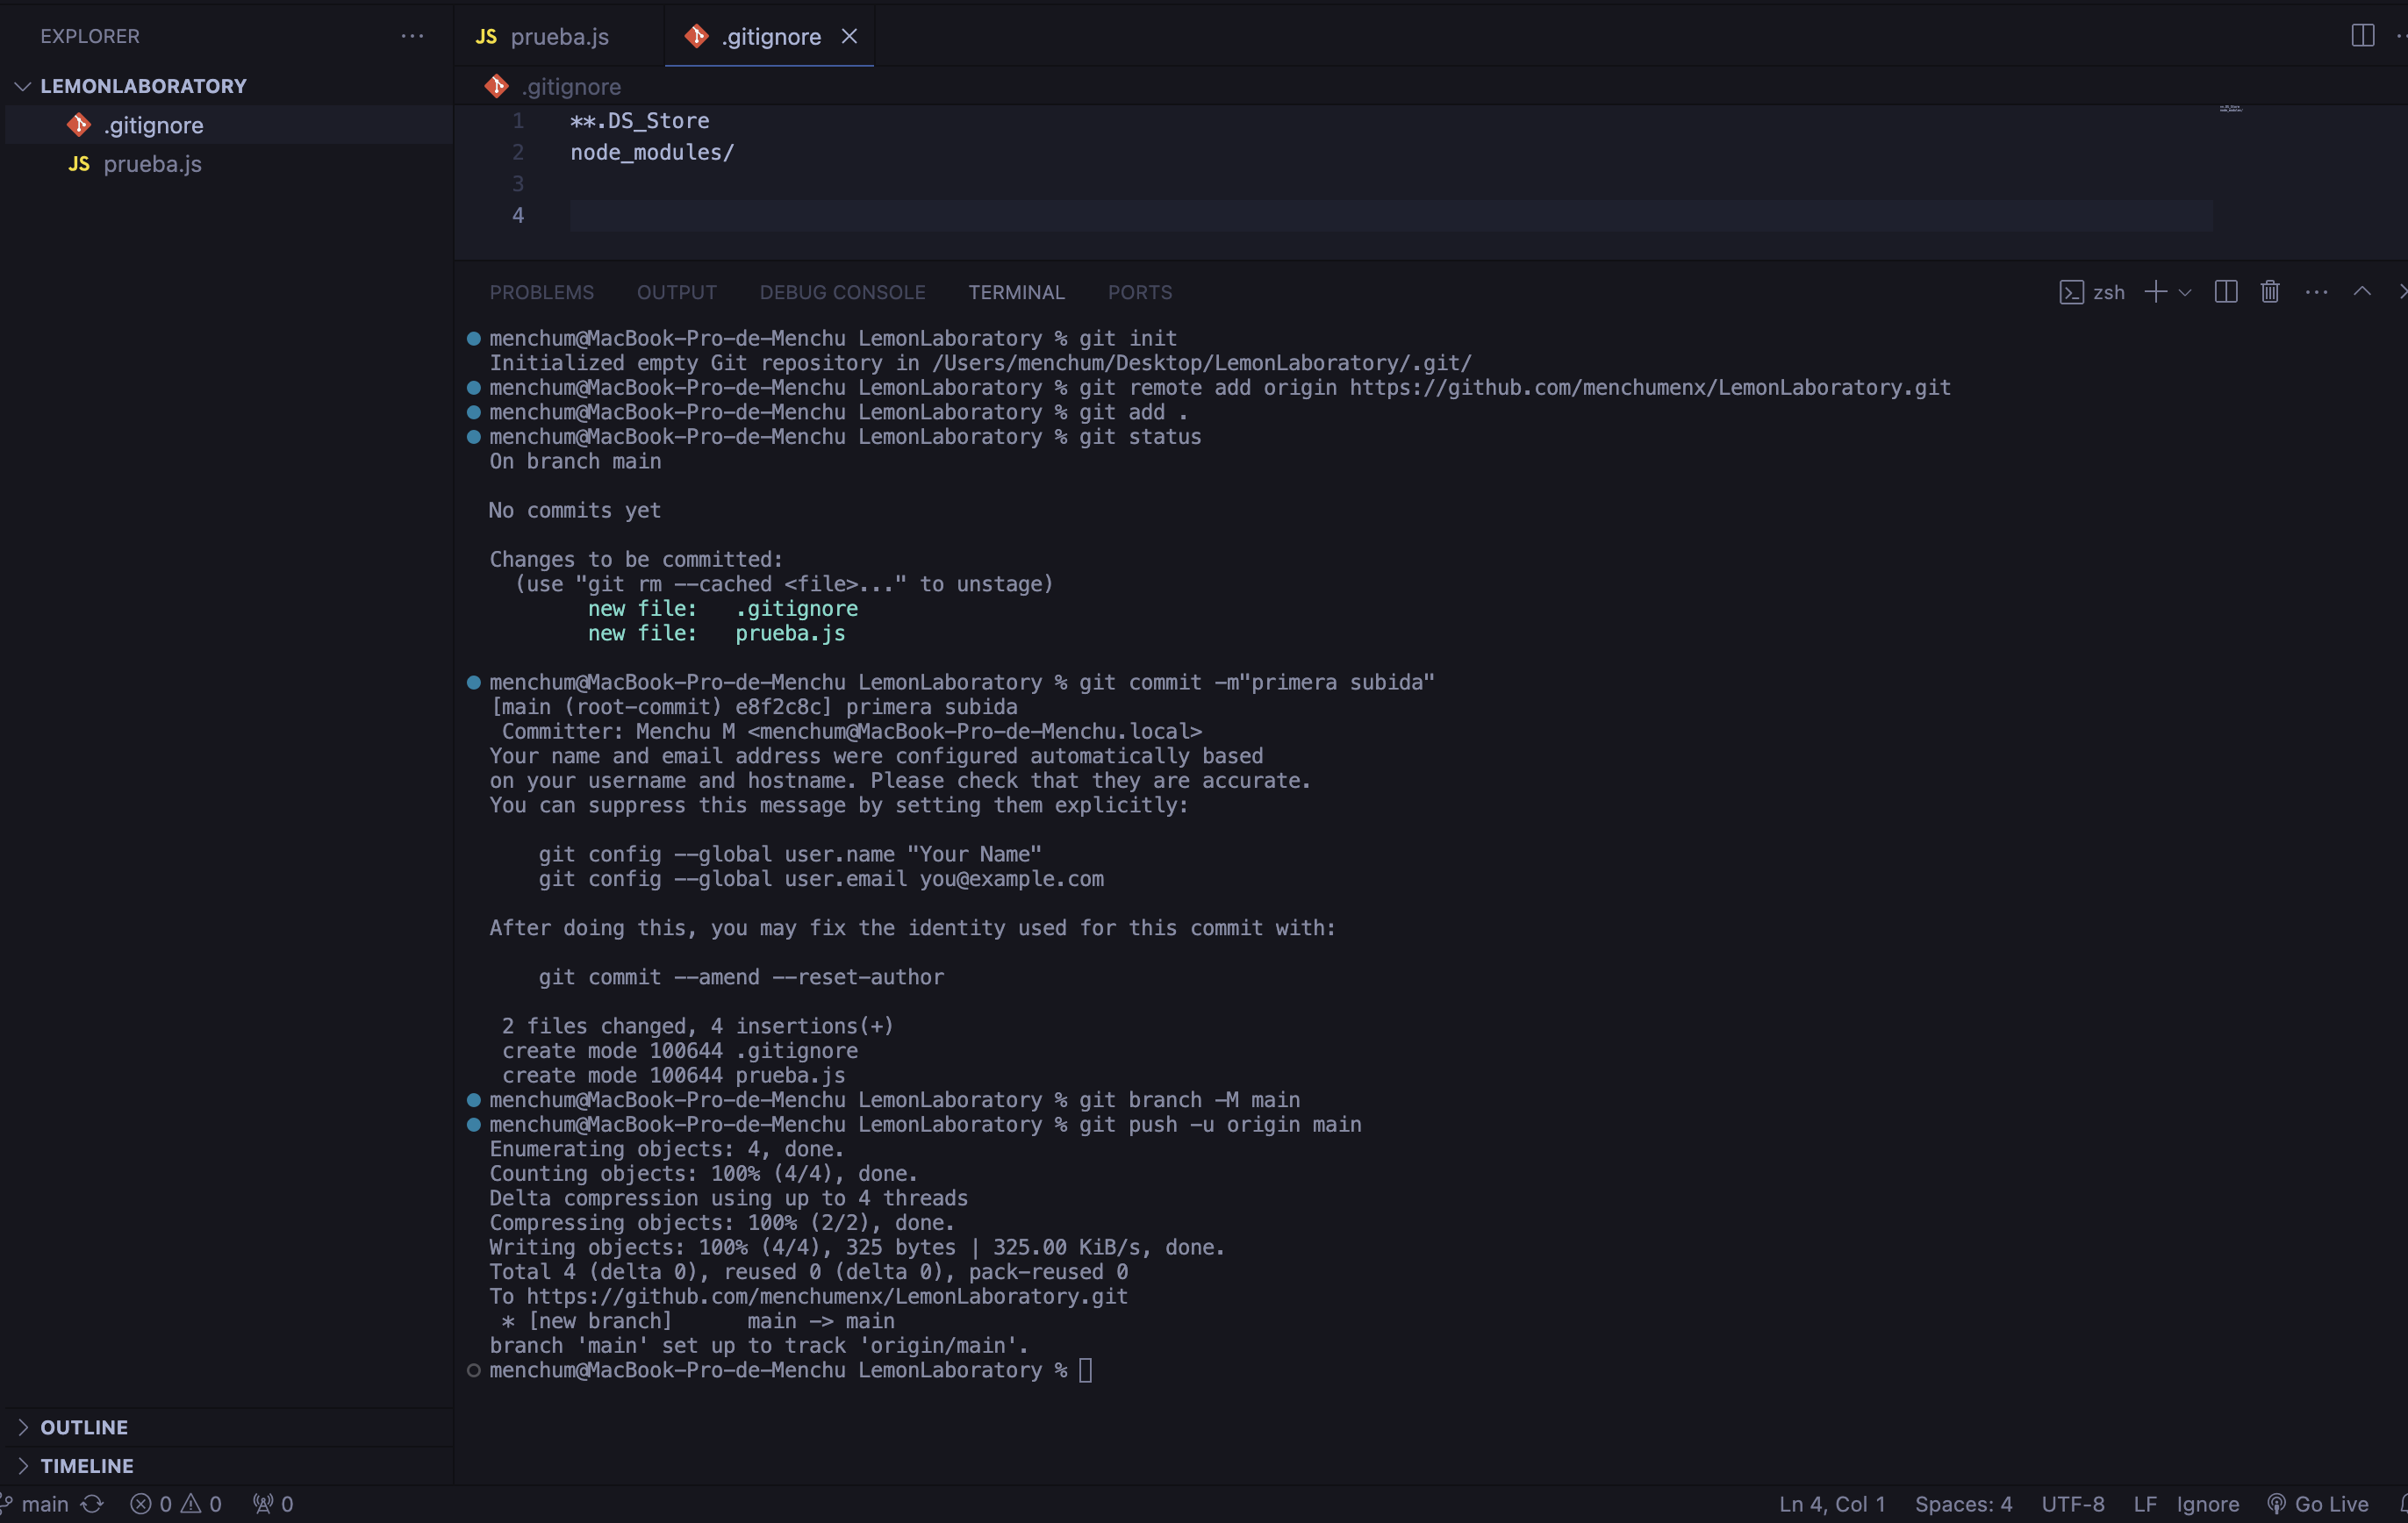 EXPLORER
LEMONLABORATORY
.gitignore
JS prueba.js
OUTLINE
TIMELINE
JS prueba.js
.gitignore
.gitignore
1 **.DS_Store
2 node_modules/
3
4
PROBLEMS OUTPUT DEBUG CONSOLE TERMINAL PORTS
zsh
menchum@MacBook-Pro-de-Menchu LemonLaboratory % git init
Initialized empty Git repository in /Users/menchum/Desktop/LemonLaboratory/.git/
menchum@MacBook-Pro-de-Menchu LemonLaboratory % git remote add origin https://github.com/menchumenx/LemonLaboratory.git
menchum@MacBook-Pro-de-Menchu LemonLaboratory % git add .
menchum@MacBook-Pro-de-Menchu LemonLaboratory % git status
On branch main
No commits yet
Changes to be committed:
(use "git rm --cached <file>..." to unstage)
new file: .gitignore
new file: prueba.js
menchum@MacBook-Pro-de-Menchu LemonLaboratory % git commit -m"primera subida"
[main (root-commit) e8f2c8c] primera subida
Committer: Menchu M <menchum@MacBook-Pro-de-Menchu.local>
Your name and email address were configured automatically based
on your username and hostname. Please check that they are accurate.
You can suppress this message by setting them explicitly:
git config --global user.name "Your Name"
git config --global user.email you@example.com
After doing this, you may fix the identity used for this commit with:
git commit --amend --reset-author
2 files changed, 4 insertions(+)
create mode 100644 .gitignore
create mode 100644 prueba.js
menchum@MacBook-Pro-de-Menchu LemonLaboratory % git branch -M main
menchum@MacBook-Pro-de-Menchu LemonLaboratory % git push -u origin main
Enumerating objects: 4, done.
Counting objects: 100% (4/4), done.
Delta compression using up to 4 threads
Compressing objects: 100% (2/2), done.
Writing objects: 100% (4/4), 325 bytes | 325.00 KiB/s, done.
Total 4 (delta 0), reused 0 (delta 0), pack-reused 0
To https://github.com/menchumenx/LemonLaboratory.git
* [new branch] main -> main
branch 'main' set up to track 'origin/main'.
menchum@MacBook-Pro-de-Menchu LemonLaboratory %
main 0 0 0 Ln 4, Col 1 Spaces: 4 UTF-8 LF Ignore Go Live